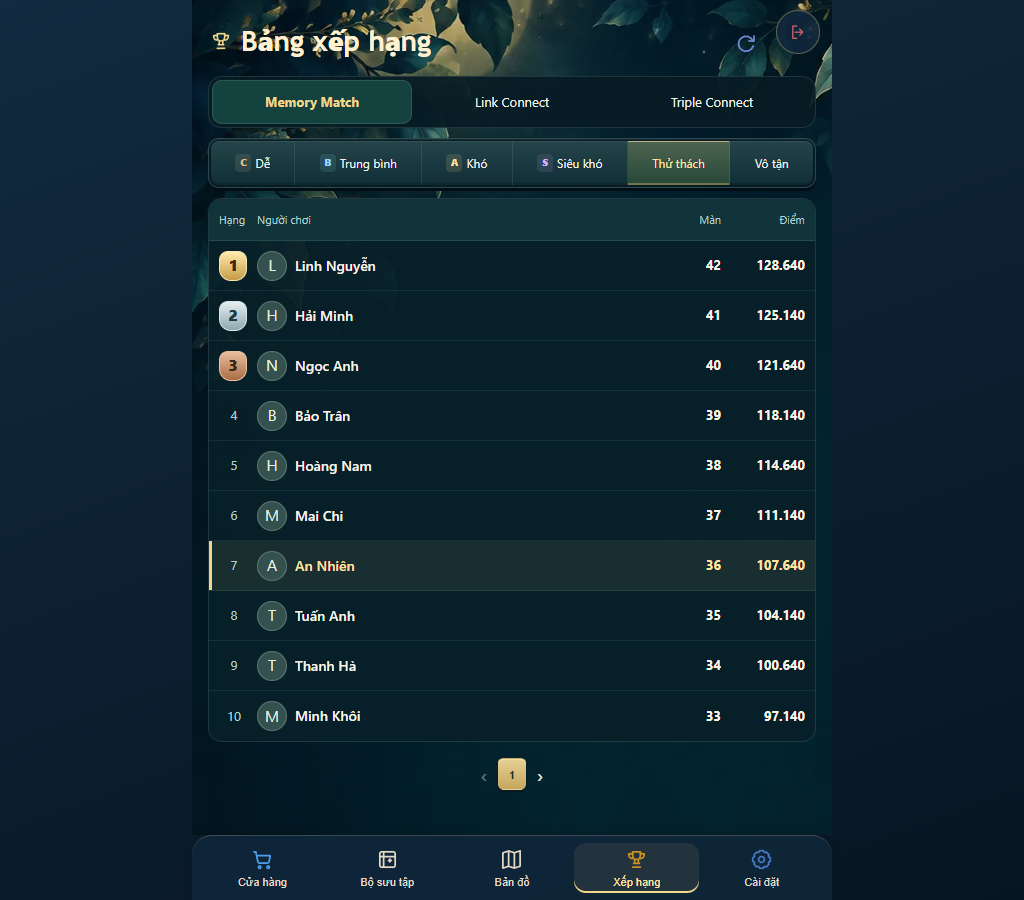 Bảng xếp hạng
Memory Match Link Connect Triple Connect
C Dễ B Trung bình A Khó S Siêu khó Thử thách Vô tận
Hạng Người chơi Màn Điểm
1 L Linh Nguyễn 42 128.640
2 H Hải Minh 41 125.140
3 N Ngọc Anh 40 121.640
4 B Bảo Trân 39 118.140
5 H Hoàng Nam 38 114.640
6 M Mai Chi 37 111.140
7 A An Nhiên 36 107.640
8 T Tuấn Anh 35 104.140
9 T Thanh Hà 34 100.640
10 M Minh Khôi 33 97.140
‹ 1 ›
Cửa hàng Bộ sưu tập Bản đồ Xếp hạng Cài đặt